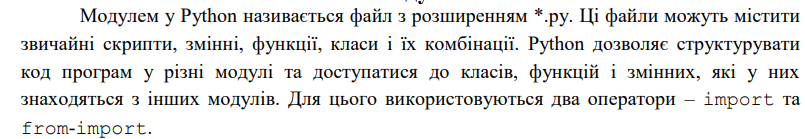 Модулем у Python називається файл з розширенням *.py. Ці файли можуть містити
звичайні скрипти, змінні, функції, класи і їх комбінації. Python дозволяє структурувати
код програм у різні модулі та доступатися до класів, функцій і змінних, які у них
знаходяться з інших модулів. Для цього використовуються два оператори – import та
from-import.